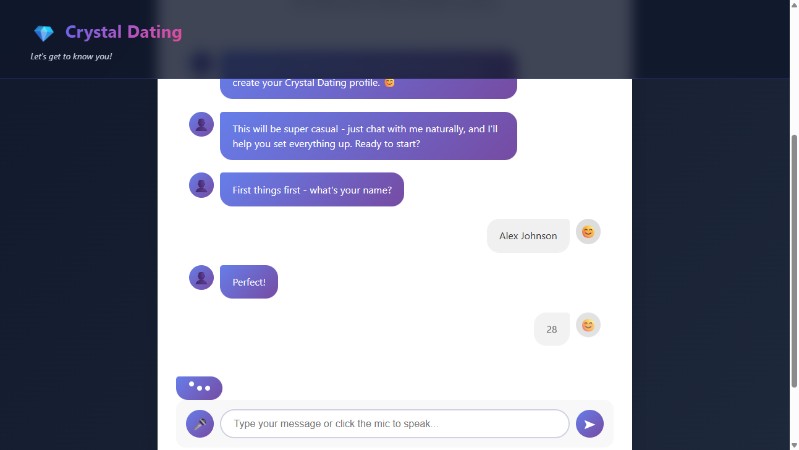 Crystal Dating
Let's get to know you!
create your Crystal Dating profile. 😊
This will be super casual - just chat with me naturally, and I'll
help you set everything up. Ready to start?
First things first - what's your name?
Alex Johnson
Perfect!
28
Type your message or click the mic to speak...